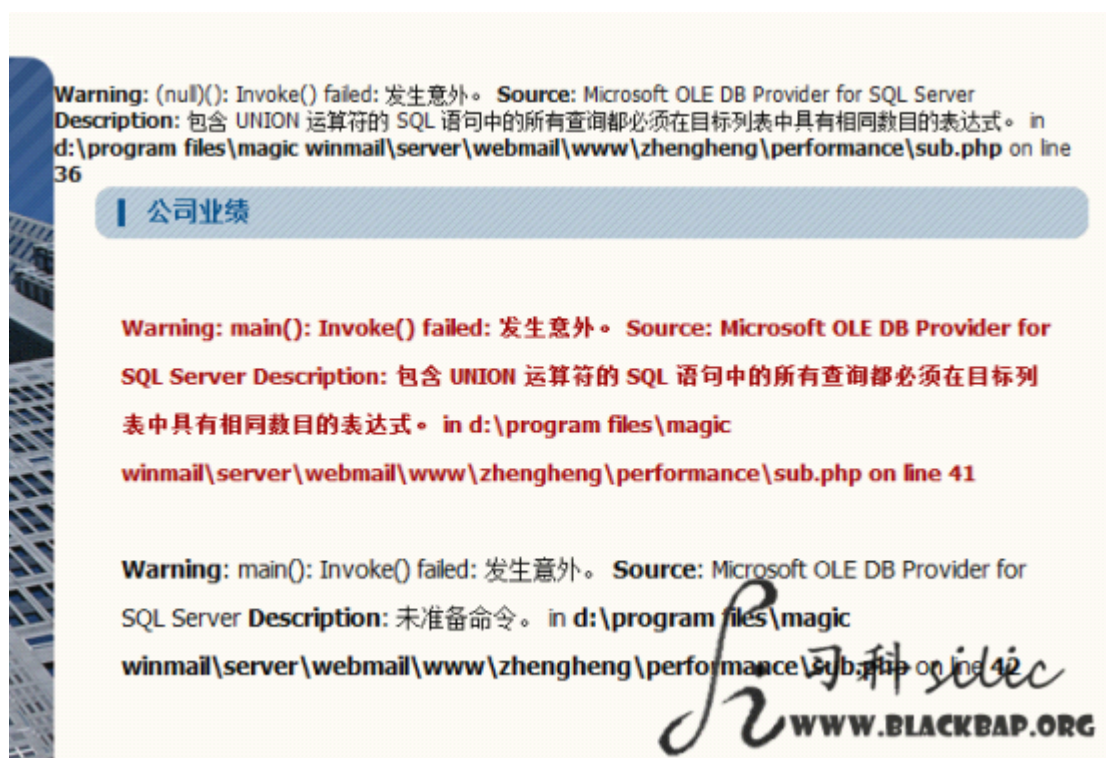 Warning: (null)(): Invoke() failed: 发生意外。 Source: Microsoft OLE DB Provider for SQL Server
Description: 包含 UNION 运算符的 SQL 语句中的所有查询都必须在目标列表中具有相同数目的表达式。 in
d:\program files\magic winmail\server\webmail\www\zhengheng\performance\sub.php on line
36
公司业绩
Warning: main(): Invoke() failed: 发生意外。 Source: Microsoft OLE DB Provider for
SQL Server Description: 包含 UNION 运算符的 SQL 语句中的所有查询都必须在目标列
表中具有相同数目的表达式。 in d:\program files\magic
winmail\server\webmail\www\zhengheng\performance\sub.php on line 41
Warning: main(): Invoke() failed: 发生意外。 Source: Microsoft OLE DB Provider for
SQL Server Description: 未准备命令。 in d:\program files\magic
winmail\server\webmail\www\zhengheng\performance\sub.php on line 42
习科 silic
WWW.BLACKBAP.ORG